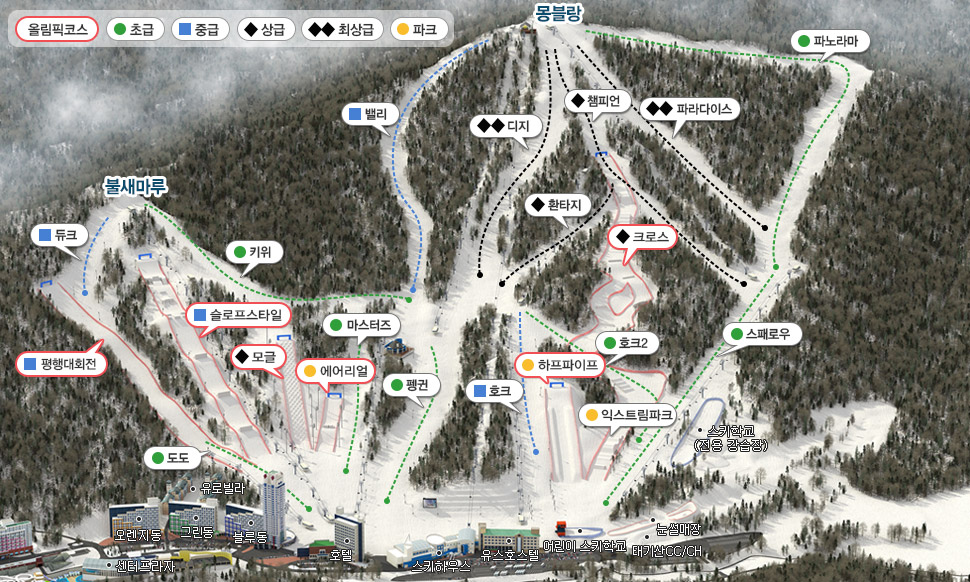 올림픽코스
초급
중급
상급
최상급
파크
몽블랑
파노라마
밸리
디지
챔피언
파라다이스
불새마루
환타지
듀크
키위
크로스
슬로프스타일
마스터즈
스패로우
호크2
평행대회전
모글
에어리얼
하프파이프
펭귄
호크
익스트림파크
스키학교
(전용 강습장)
도도
유로빌라
오렌지동
그린동
블루동
호텔
센터프라자
스키하우스
유스호스텔
어린이 스키학교
눈썰매장
태기산CC/CH